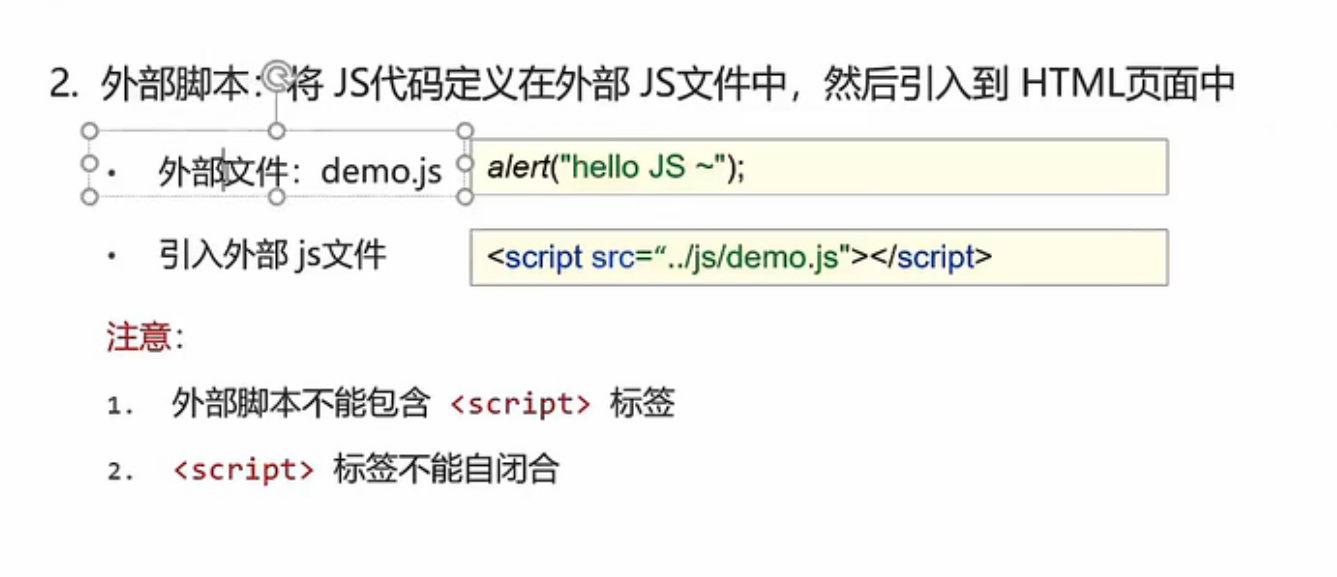 2. 外部脚本：将 JS代码定义在外部 JS文件中，然后引入到 HTML页面中
• 外部文件：demo.js
alert("hello JS ~");
• 引入外部 js文件
<script src=“../js/demo.js"></script>
注意：
1. 外部脚本不能包含 <script> 标签
2. <script> 标签不能自闭合